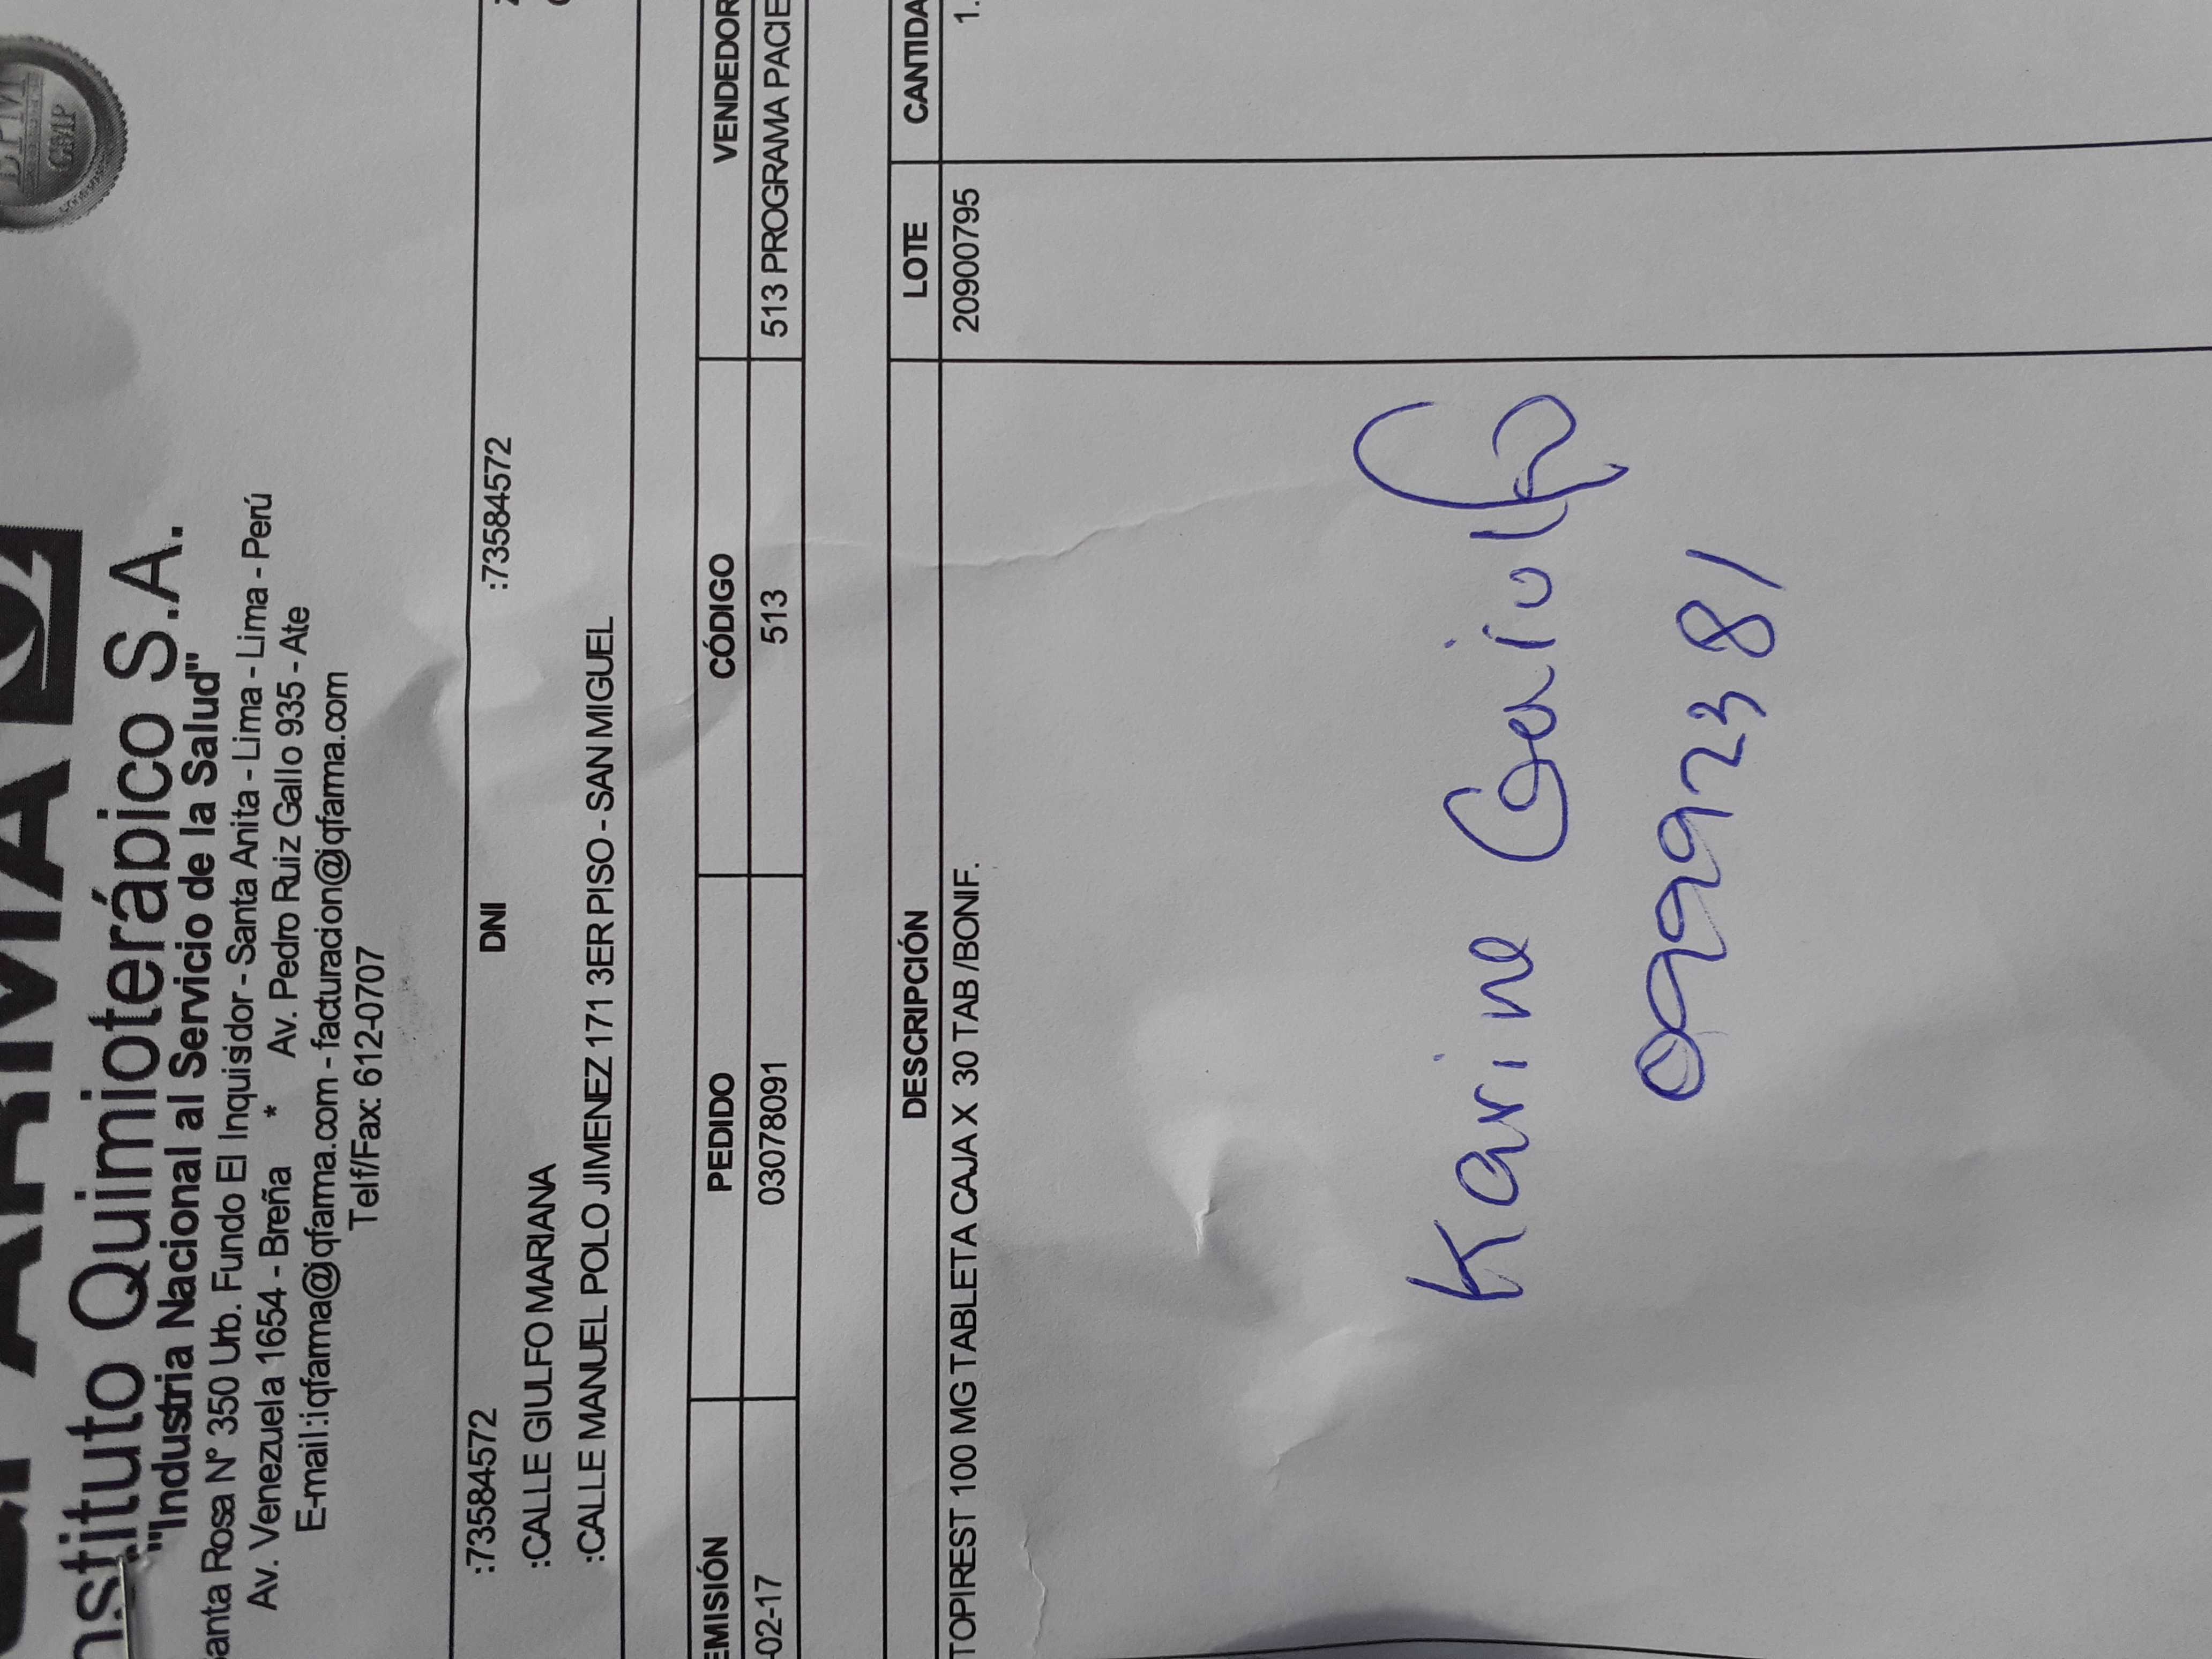 BPM
GMP
nstituto Quimioterápico S.A.
"Industria Nacional al Servicio de la Salud"
anta Rosa Nº 350 Urb. Fundo El Inquisidor - Santa Anita - Lima - Lima - Perú
Av. Venezuela 1654 - Breña * Av. Pedro Ruiz Gallo 935 - Ate
E-mail:iqfarma@iqfarma.com - facturacion@iqfarma.com
Telf/Fax: 612-0707
:73584572 DNI :73584572
:CALLE GIULFO MARIANA
:CALLE MANUEL POLO JIMENEZ 171 3ER PISO - SAN MIGUEL
EMISIÓN PEDIDO CÓDIGO VENDEDOR
-02-17 03078091 513 513 PROGRAMA PACIE
DESCRIPCIÓN LOTE CANTIDA
TOPIREST 100 MG TABLETA CAJA X 30 TAB /BONIF. 20900795 1.
Karine